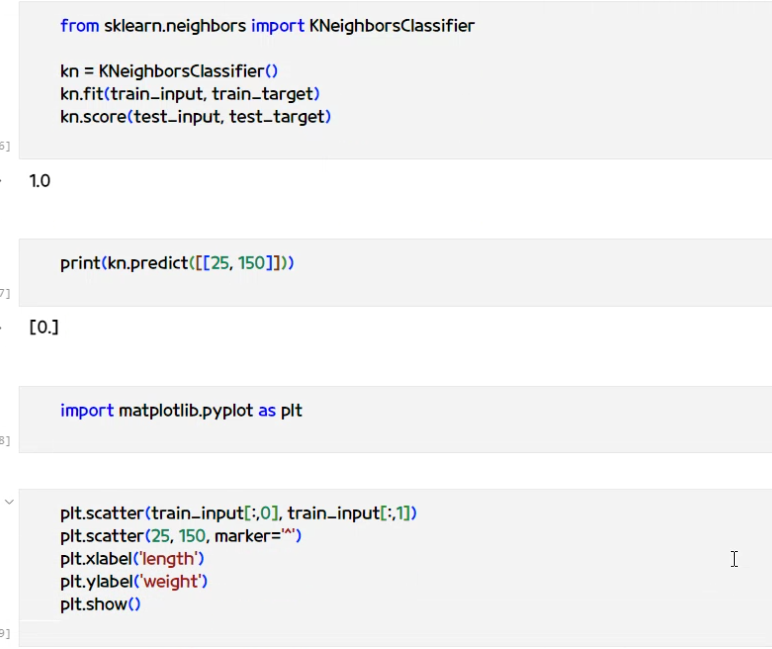 from sklearn.neighbors import KNeighborsClassifier
kn = KNeighborsClassifier()
kn.fit(train_input, train_target)
kn.score(test_input, test_target)
6]
1.0
print(kn.predict([[25, 150]]))
7]
[0.]
import matplotlib.pyplot as plt
8]
plt.scatter(train_input[:,0], train_input[:,1])
plt.scatter(25, 150, marker='^')
plt.xlabel('length')
plt.ylabel('weight')
plt.show()
9]